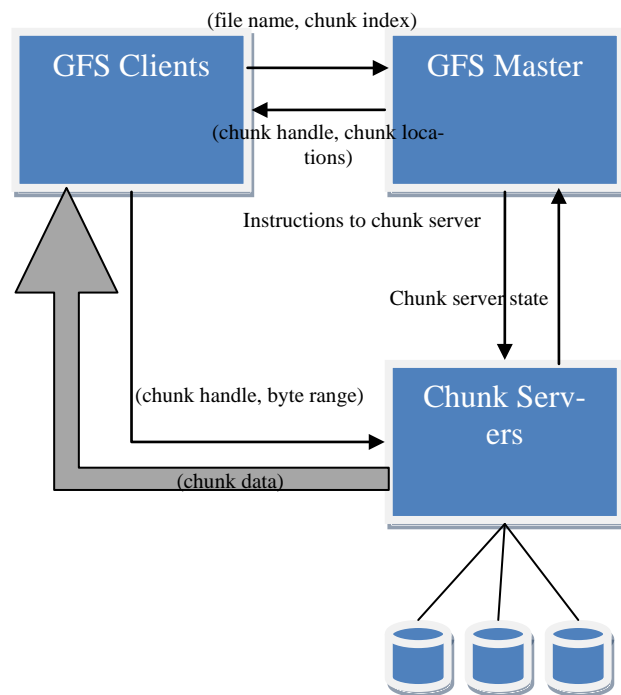 (file name, chunk index)
GFS Clients
GFS Master
(chunk handle, chunk loca-
tions)
Instructions to chunk server
Chunk server state
(chunk handle, byte range)
Chunk Serv-
ers
(chunk data)